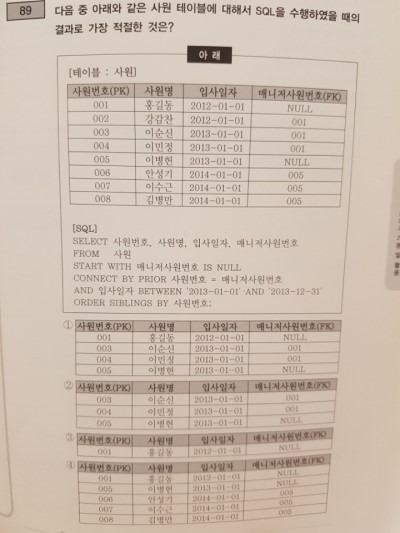 89 다음 중 아래와 같은 사원 테이블에 대해서 SQL을 수행하였을 때의
결과로 가장 적절한 것은?
아 래
[테이블 : 사원]
사원번호(PK) 사원명 입사일자 매니저사원번호(FK)
001 홍길동 2012-01-01 NULL
002 강감찬 2012-01-01 001
003 이순신 2013-01-01 001
004 이민정 2013-01-01 001
005 이병헌 2013-01-01 NULL
006 안성기 2014-01-01 005
007 이수근 2014-01-01 005
008 김병만 2014-01-01 005
[SQL]
SELECT 사원번호, 사원명, 입사일자, 매니저사원번호
FROM 사원
START WITH 매니저사원번호 IS NULL
CONNECT BY PRIOR 사원번호 = 매니저사원번호
AND 입사일자 BETWEEN '2013-01-01' AND '2013-12-31'
ORDER SIBLINGS BY 사원번호;
① 사원번호(PK) 사원명 입사일자 매니저사원번호(FK)
001 홍길동 2012-01-01 NULL
003 이순신 2013-01-01 001
004 이민정 2013-01-01 001
005 이병헌 2013-01-01 NULL
② 사원번호(PK) 사원명 입사일자 매니저사원번호(FK)
003 이순신 2013-01-01 001
004 이민정 2013-01-01 001
005 이병헌 2013-01-01 NULL
③ 사원번호(PK) 사원명 입사일자 매니저사원번호(FK)
001 홍길동 2012-01-01 NULL
④ 사원번호(PK) 사원명 입사일자 매니저사원번호(FK)
001 홍길동 2012-01-01 NULL
005 이병헌 2013-01-01 NULL
006 안성기 2014-01-01 005
007 이수근 2014-01-01 005
008 김병만 2014-01-01 005